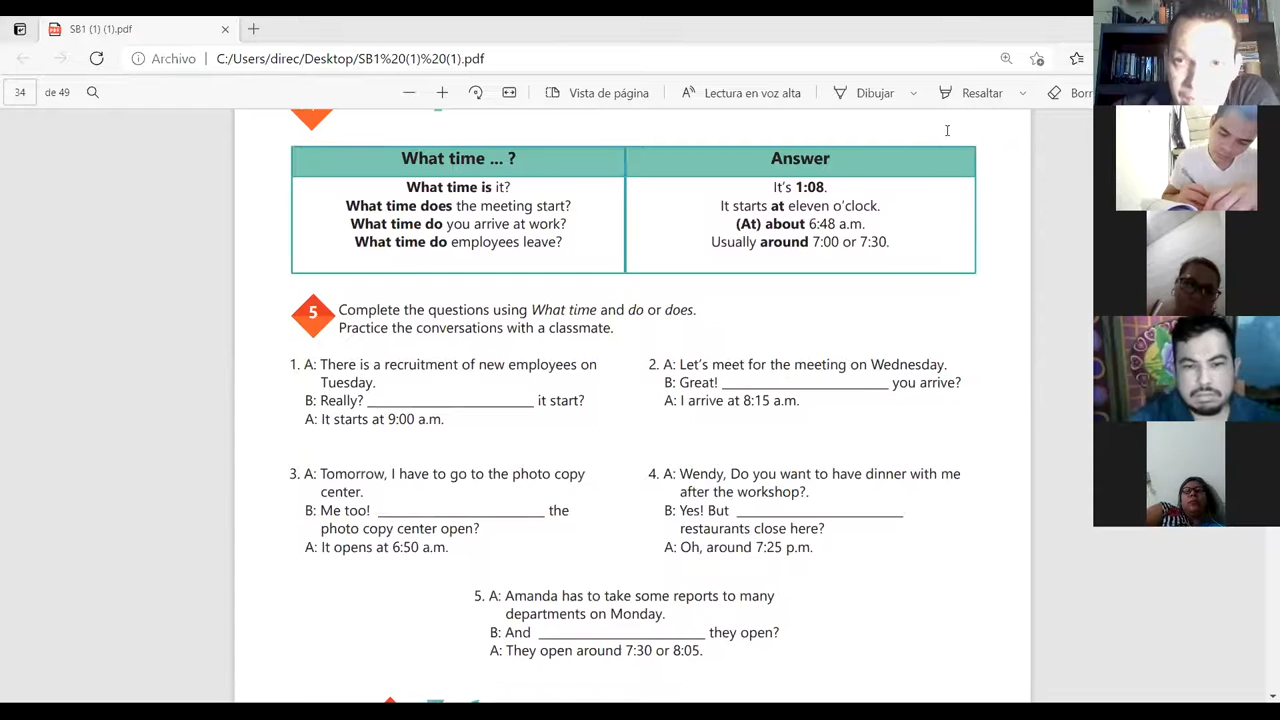 SB1 (1) (1).pdf
Archivo C:/Users/direc/Desktop/SB1%20(1)%20(1).pdf
34 de 49 Vista de página Lectura en voz alta Dibujar Resaltar Borr
What time ... ? Answer
What time is it? It's 1:08.
What time does the meeting start? It starts at eleven o'clock.
What time do you arrive at work? (At) about 6:48 a.m.
What time do employees leave? Usually around 7:00 or 7:30.
5 Complete the questions using What time and do or does.
Practice the conversations with a classmate.
1. A: There is a recruitment of new employees on
Tuesday.
B: Really? ____________________ it start?
A: It starts at 9:00 a.m.
2. A: Let's meet for the meeting on Wednesday.
B: Great! ____________________ you arrive?
A: I arrive at 8:15 a.m.
3. A: Tomorrow, I have to go to the photo copy
center.
B: Me too! ____________________ the
photo copy center open?
A: It opens at 6:50 a.m.
4. A: Wendy, Do you want to have dinner with me
after the workshop?.
B: Yes! But ____________________
restaurants close here?
A: Oh, around 7:25 p.m.
5. A: Amanda has to take some reports to many
departments on Monday.
B: And ____________________ they open?
A: They open around 7:30 or 8:05.